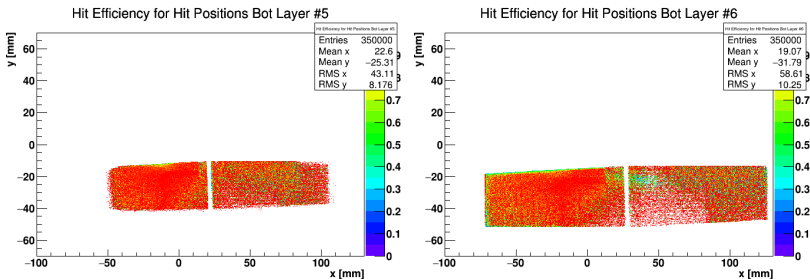 Hit Efficiency for Hit Positions Bot Layer #5
Hit Efficiency for Hit Positions Bot Layer #5
Entries 350000
Mean x 22.6
Mean y −25.31
RMS x 43.11
RMS y 8.176
y [mm]
60
40
20
0
−20
−40
−60
−100 −50 0 50 100
x [mm]
0.7
0.6
0.5
0.4
0.3
0.2
0.1
0
Hit Efficiency for Hit Positions Bot Layer #6
Hit Efficiency for Hit Positions Bot Layer #6
Entries 350000
Mean x 19.07
Mean y −31.79
RMS x 58.61
RMS y 10.25
y [mm]
60
40
20
0
−20
−40
−60
−100 −50 0 50 100
x [mm]
0.7
0.6
0.5
0.4
0.3
0.2
0.1
0